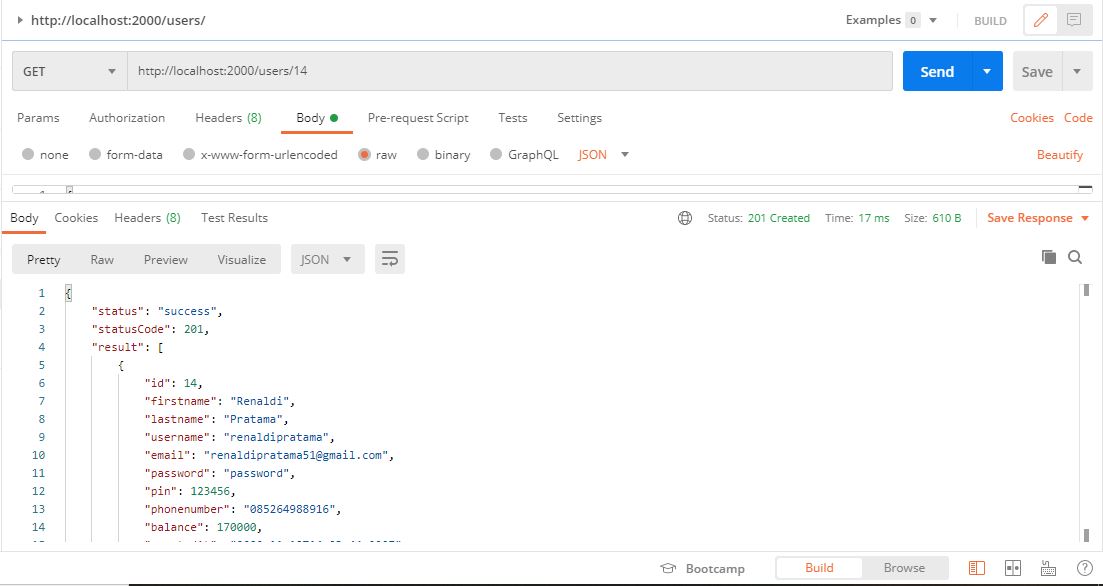 http://localhost:2000/users/ Examples 0 BUILD
GET http://localhost:2000/users/14 Send Save
Params Authorization Headers (8) Body Pre-request Script Tests Settings Cookies Code
none form-data x-www-form-urlencoded raw binary GraphQL JSON Beautify
Body Cookies Headers (8) Test Results Status: 201 Created Time: 17 ms Size: 610 B Save Response
Pretty Raw Preview Visualize JSON
1 {
2 "status": "success",
3 "statusCode": 201,
4 "result": [
5 {
6 "id": 14,
7 "firstname": "Renaldi",
8 "lastname": "Pratama",
9 "username": "renaldipratama",
10 "email": "renaldipratama51@gmail.com",
11 "password": "password",
12 "pin": 123456,
13 "phonenumber": "085264988916",
14 "balance": 170000,
Bootcamp Build Browse